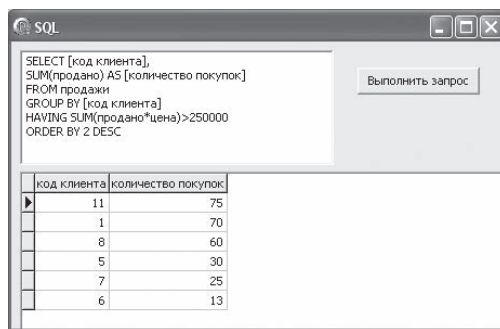 SQL
SELECT [код клиента],
SUM(продано) AS [количество покупок]
FROM продажи
GROUP BY [код клиента]
HAVING SUM(продано*цена)>250000
ORDER BY 2 DESC
Выполнить запрос
код клиента количество покупок
11 75
1 70
8 60
5 30
7 25
6 13